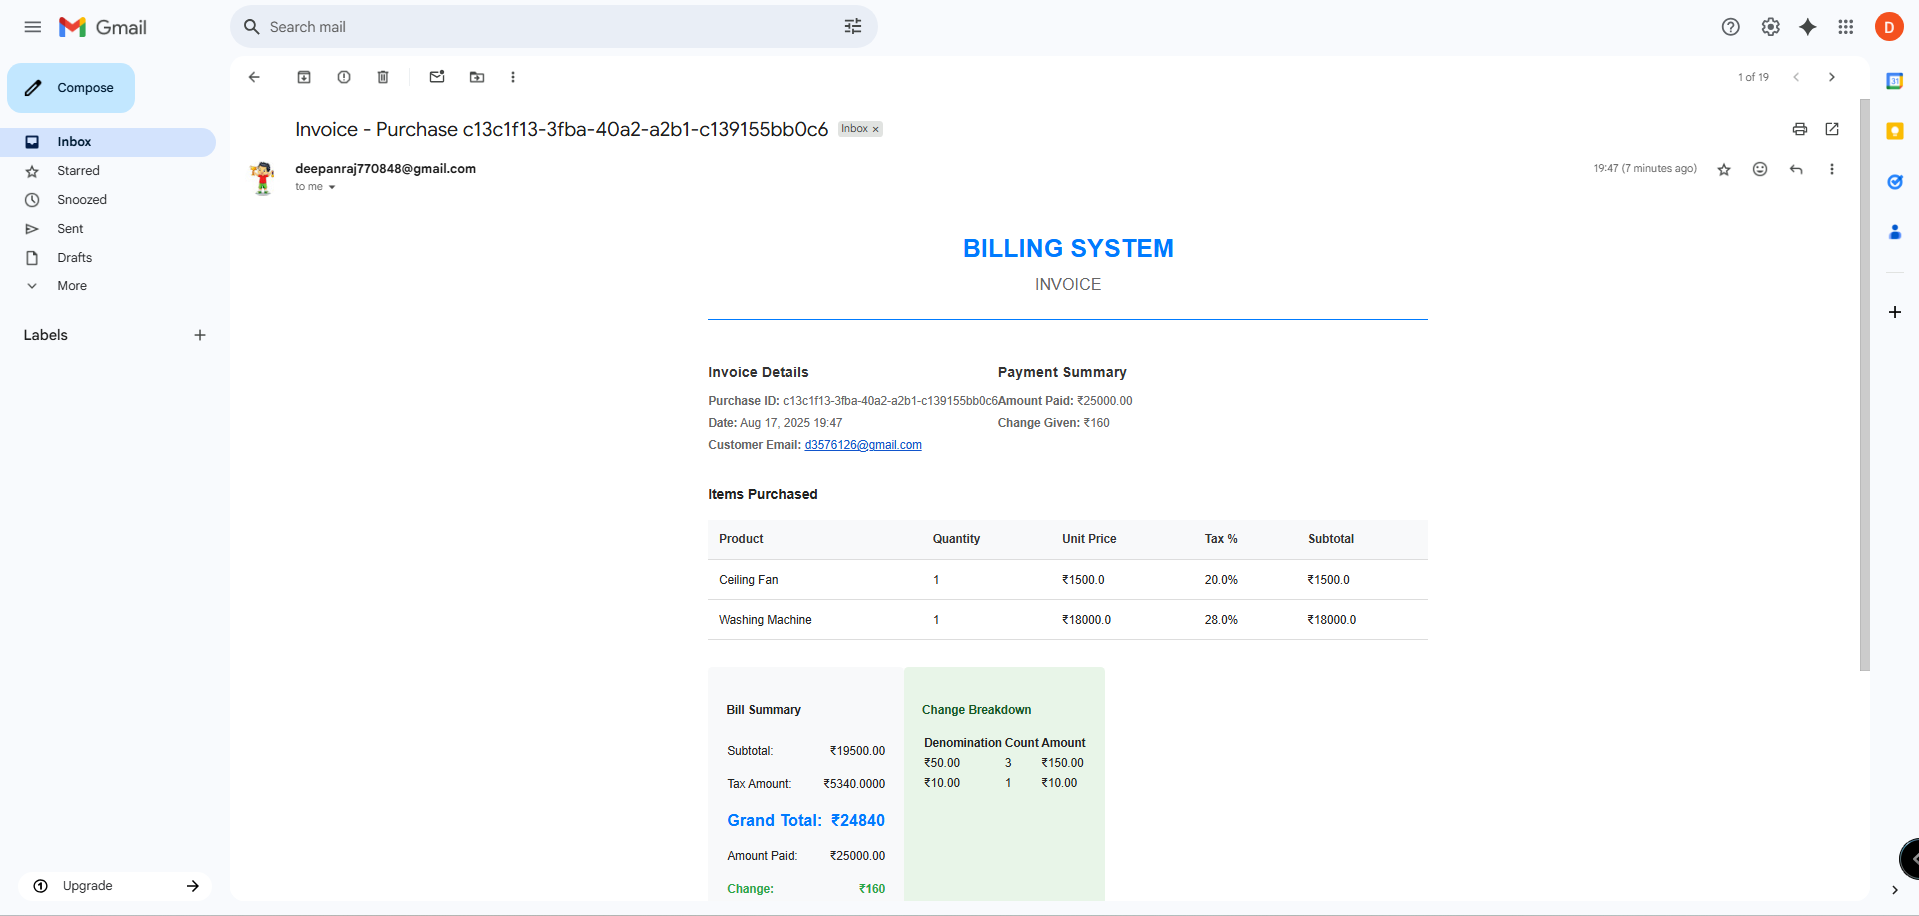 Gmail
Search mail
D
Compose
1 of 19
Inbox
Starred
Snoozed
Sent
Drafts
More
Labels
Upgrade
Invoice - Purchase c13c1f13-3fba-40a2-a2b1-c139155bb0c6 Inbox x
deepanraj770848@gmail.com
19:47 (7 minutes ago)
to me
BILLING SYSTEM
INVOICE
Invoice Details
Purchase ID: c13c1f13-3fba-40a2-a2b1-c139155bb0c6
Date: Aug 17, 2025 19:47
Customer Email: d3576126@gmail.com
Payment Summary
Amount Paid: ₹25000.00
Change Given: ₹160
Items Purchased
Product Quantity Unit Price Tax % Subtotal
Ceiling Fan 1 ₹1500.0 20.0% ₹1500.0
Washing Machine 1 ₹18000.0 28.0% ₹18000.0
Bill Summary
Subtotal: ₹19500.00
Tax Amount: ₹5340.0000
Grand Total: ₹24840
Amount Paid: ₹25000.00
Change: ₹160
Change Breakdown
Denomination Count Amount
₹50.00 3 ₹150.00
₹10.00 1 ₹10.00
31